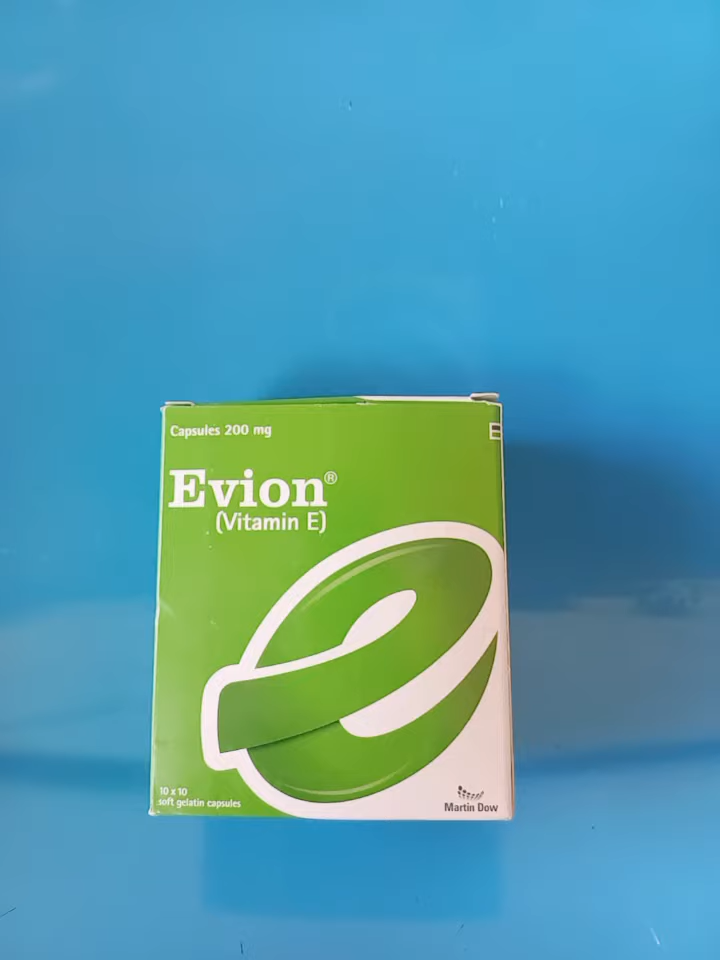 Capsules 200 mg
Evion®
(Vitamin E)
10 x 10
soft gelatin capsules
Martin Dow